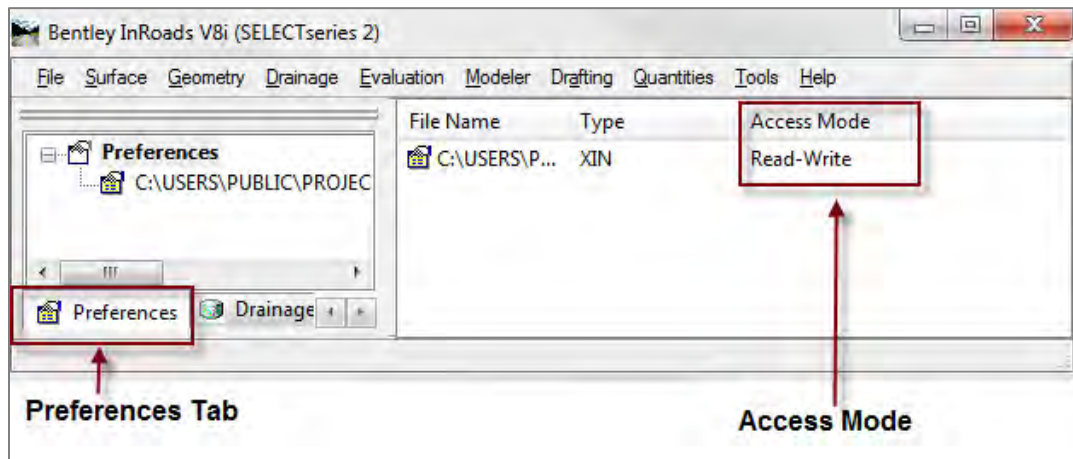 Bentley InRoads V8i (SELECTseries 2)
File Surface Geometry Drainage Evaluation Modeler Drafting Quantities Tools Help
Preferences
C:\USERS\PUBLIC\PROJEC
Preferences Drainage
File Name Type Access Mode
C:\USERS\P... XIN Read-Write
Preferences Tab
Access Mode